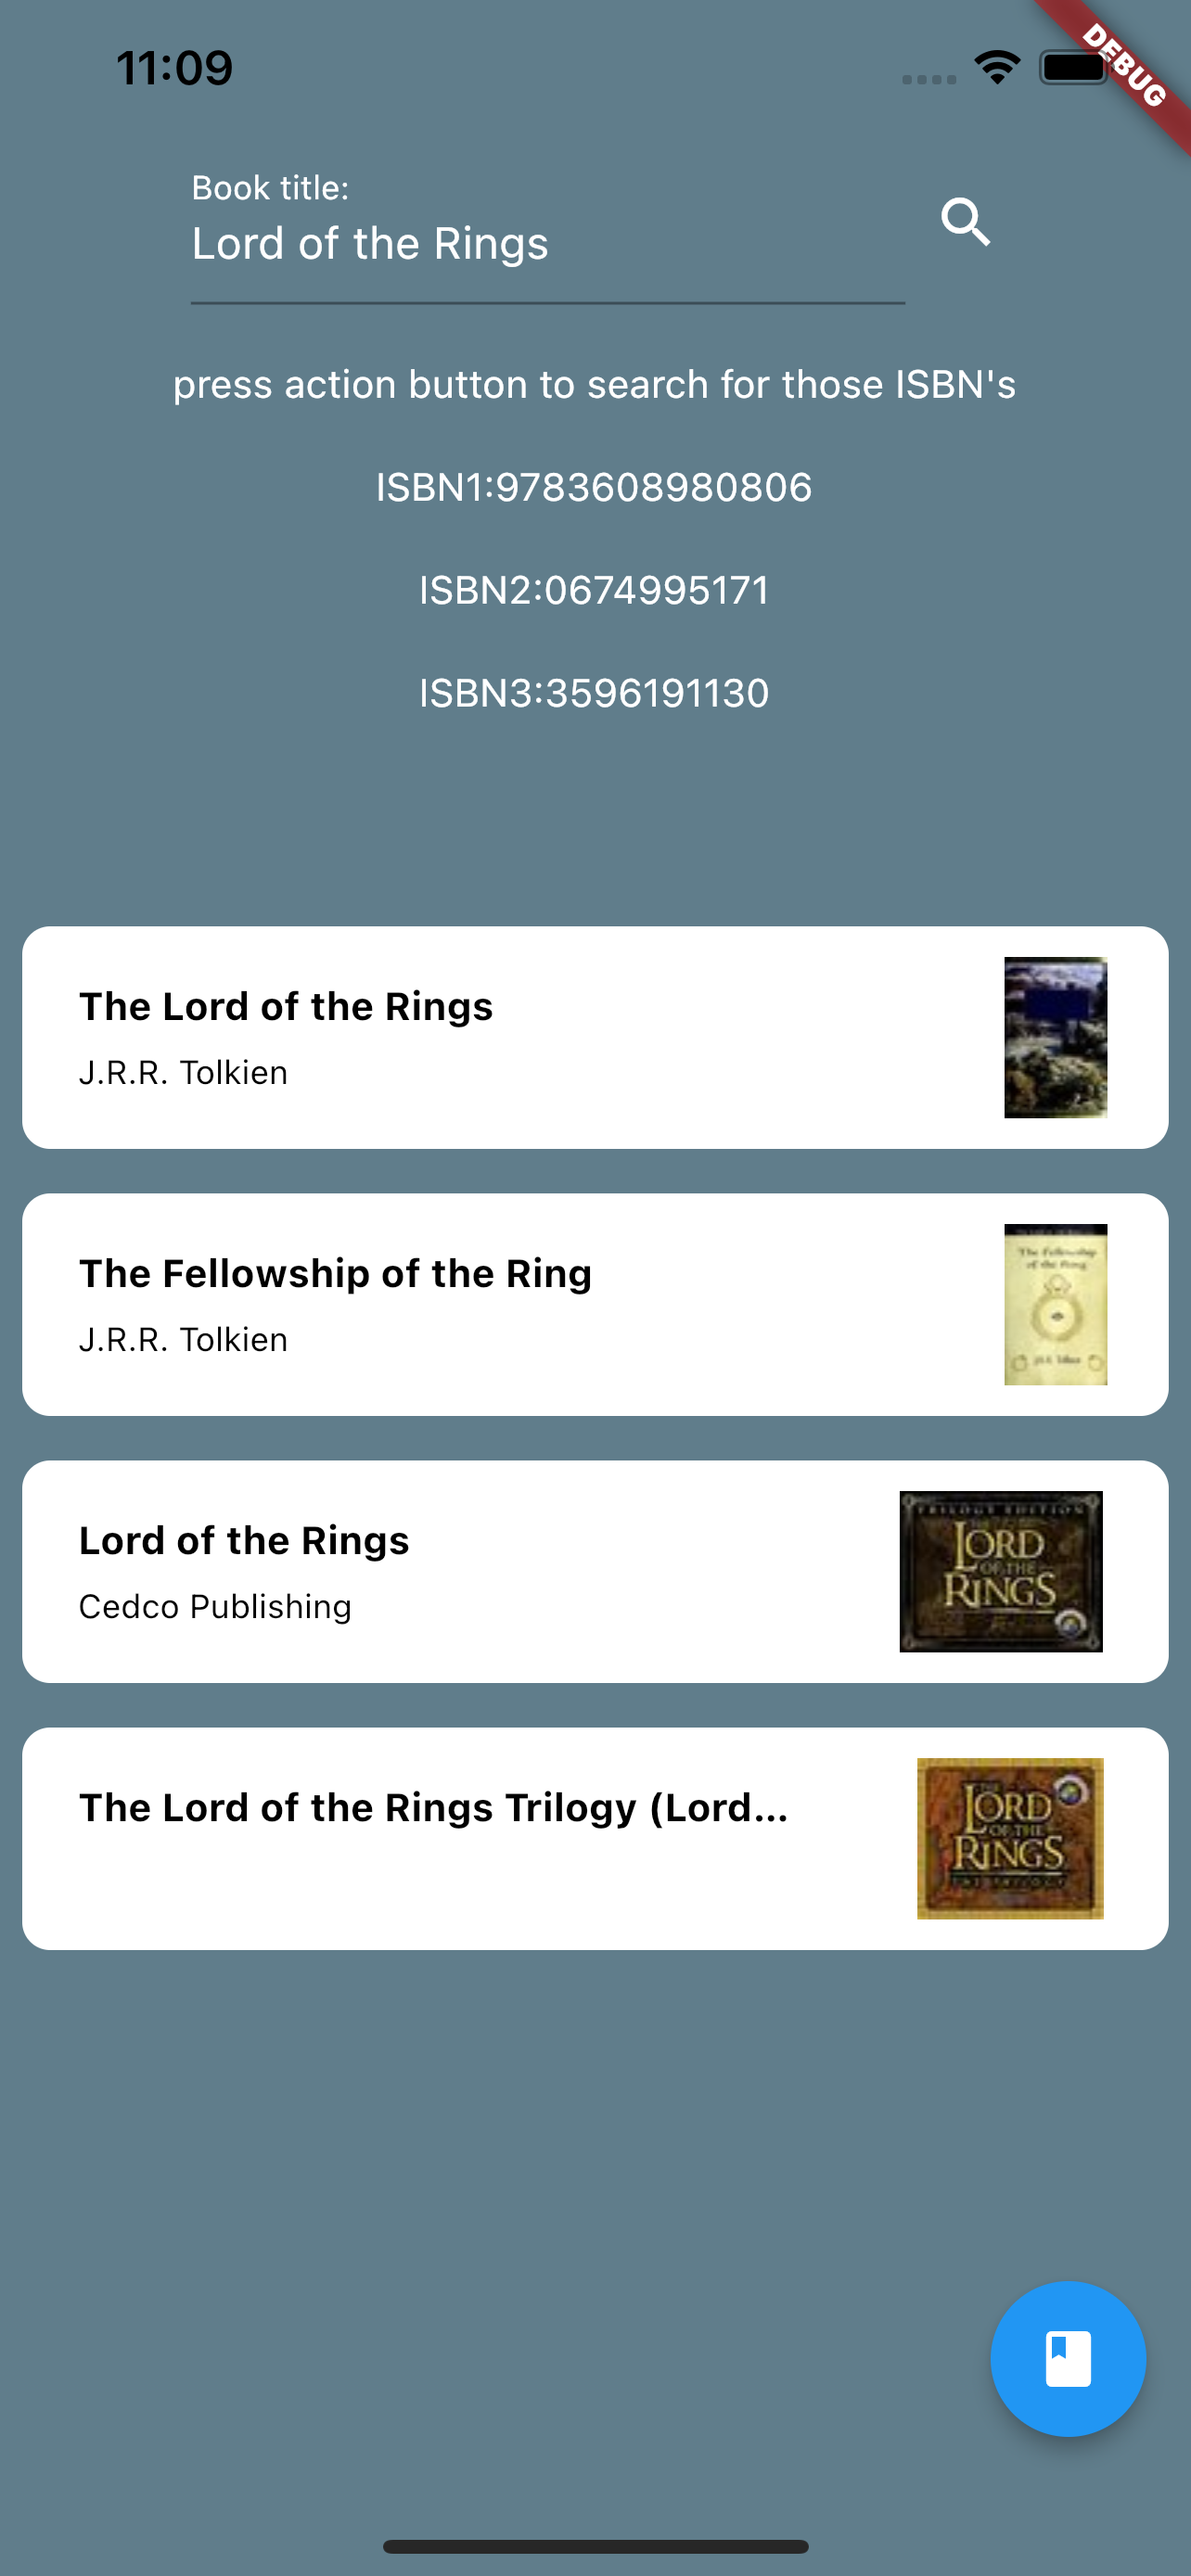 11:09
DEBUG
Book title:
Lord of the Rings
press action button to search for those ISBN's
ISBN1:9783608980806
ISBN2:0674995171
ISBN3:3596191130
The Lord of the Rings
J.R.R. Tolkien
The Fellowship of the Ring
J.R.R. Tolkien
The Fellowship
of the Ring
Lord of the Rings
Cedco Publishing
TRILOGY EDITION
LORD
OF THE
RINGS
The Lord of the Rings Trilogy (Lord...
LORD
OF THE
RINGS